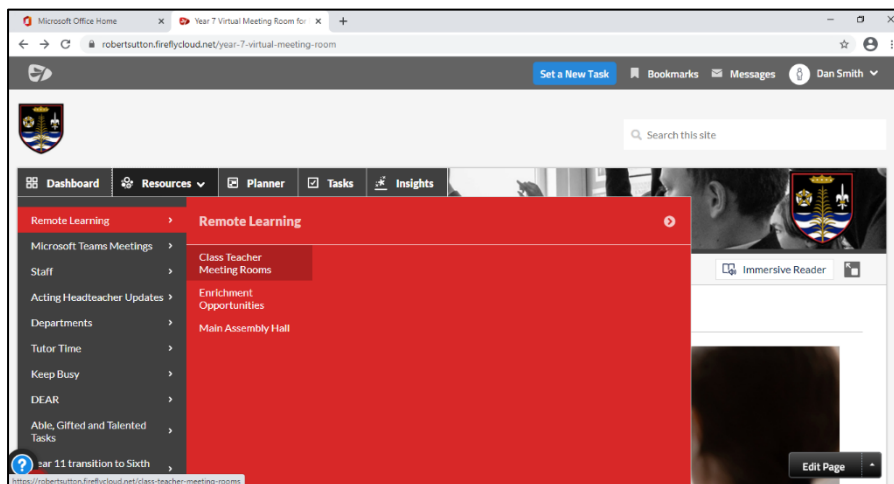 Microsoft Office Home
Year 7 Virtual Meeting Room for
robertsutton.fireflycloud.net/year-7-virtual-meeting-room
Set a New Task
Bookmarks
Messages
Dan Smith
Search this site
Dashboard
Resources
Planner
Tasks
Insights
Remote Learning
Microsoft Teams Meetings
Staff
Acting Headteacher Updates
Departments
Tutor Time
Keep Busy
DEAR
Able, Gifted and Talented
Tasks
ear 11 transition to Sixth
Remote Learning
Class Teacher
Meeting Rooms
Enrichment
Opportunities
Main Assembly Hall
Immersive Reader
Edit Page
https://robertsutton.fireflycloud.net/class-teacher-meeting-rooms